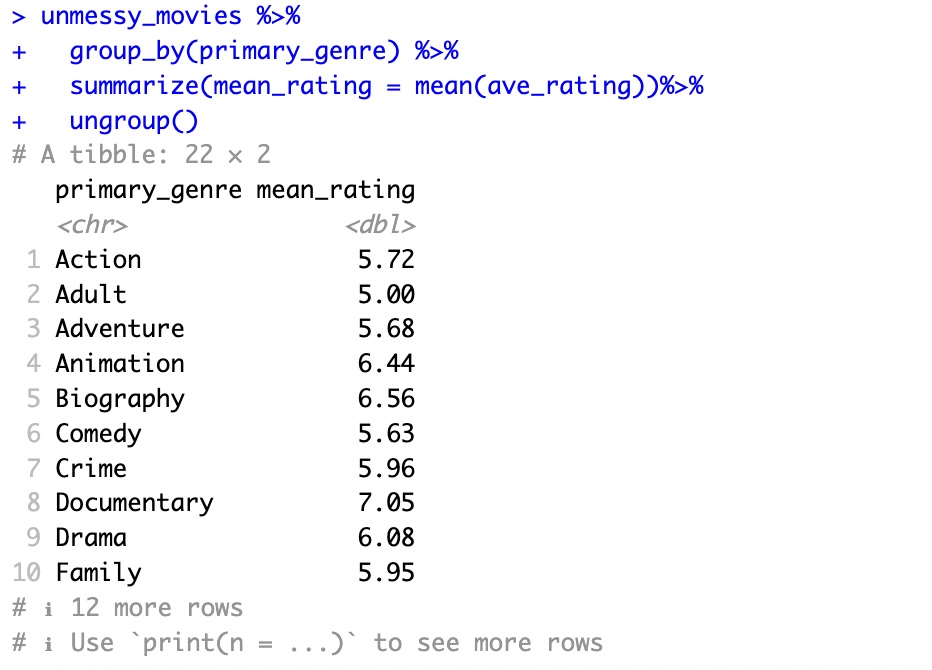 > unmessy_movies %>%
+   group_by(primary_genre) %>%
+   summarize(mean_rating = mean(ave_rating))%>%
+   ungroup()
# A tibble: 22 × 2
   primary_genre mean_rating
   <chr>               <dbl>
 1 Action               5.72
 2 Adult                5.00
 3 Adventure            5.68
 4 Animation            6.44
 5 Biography            6.56
 6 Comedy               5.63
 7 Crime                5.96
 8 Documentary          7.05
 9 Drama                6.08
10 Family               5.95
# ℹ 12 more rows
# ℹ Use `print(n = ...)` to see more rows